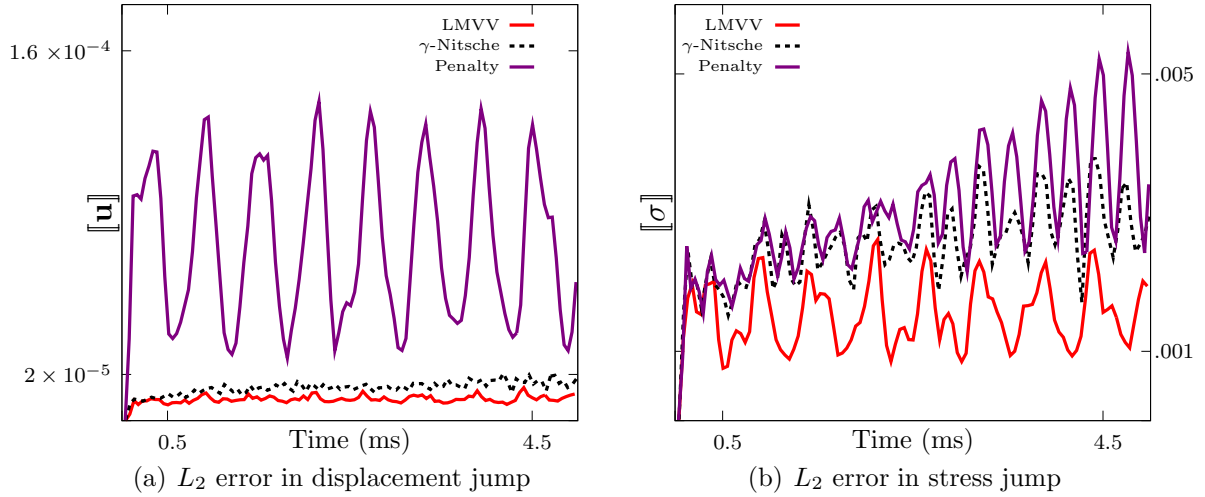 LMVV
γ-Nitsche
Penalty
1.6 × 10⁻⁴
2 × 10⁻⁵
⟦u⟧
0.5
Time (ms)
4.5
(a) L₂ error in displacement jump
LMVV
γ-Nitsche
Penalty
.005
.001
⟦σ⟧
0.5
Time (ms)
4.5
(b) L₂ error in stress jump